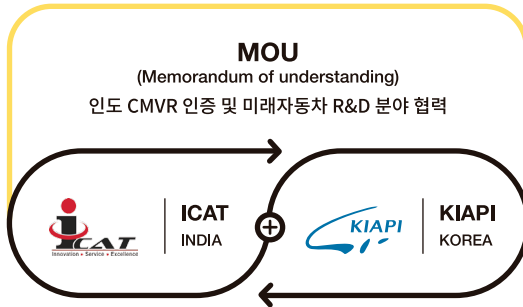 MOU
(Memorandum of understanding)
인도 CMVR 인증 및 미래자동차 R&D 분야 협력
iCAT
Innovation • Service • Excellence
ICAT
INDIA
KIAPI
KIAPI
KOREA